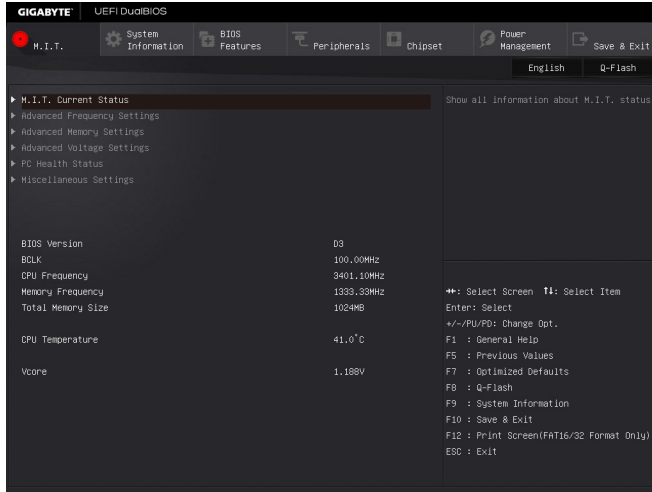 GIGABYTE™ UEFI DualBIOS
M.I.T. System Information BIOS Features Peripherals Chipset Power Management Save & Exit
English Q-Flash
M.I.T. Current Status Show all information about M.I.T. status
Advanced Frequency Settings
Advanced Memory Settings
Advanced Voltage Settings
PC Health Status
Miscellaneous Settings
BIOS Version D3
BCLK 100.00MHz
CPU Frequency 3401.10MHz
Memory Frequency 1333.33MHz
Total Memory Size 1024MB
CPU Temperature 41.0°C
Vcore 1.188V
→←: Select Screen ↑↓: Select Item
Enter: Select
+/-/PU/PD: Change Opt.
F1 : General Help
F5 : Previous Values
F7 : Optimized Defaults
F8 : Q-Flash
F9 : System Information
F10 : Save & Exit
F12 : Print Screen(FAT16/32 Format Only)
ESC : Exit